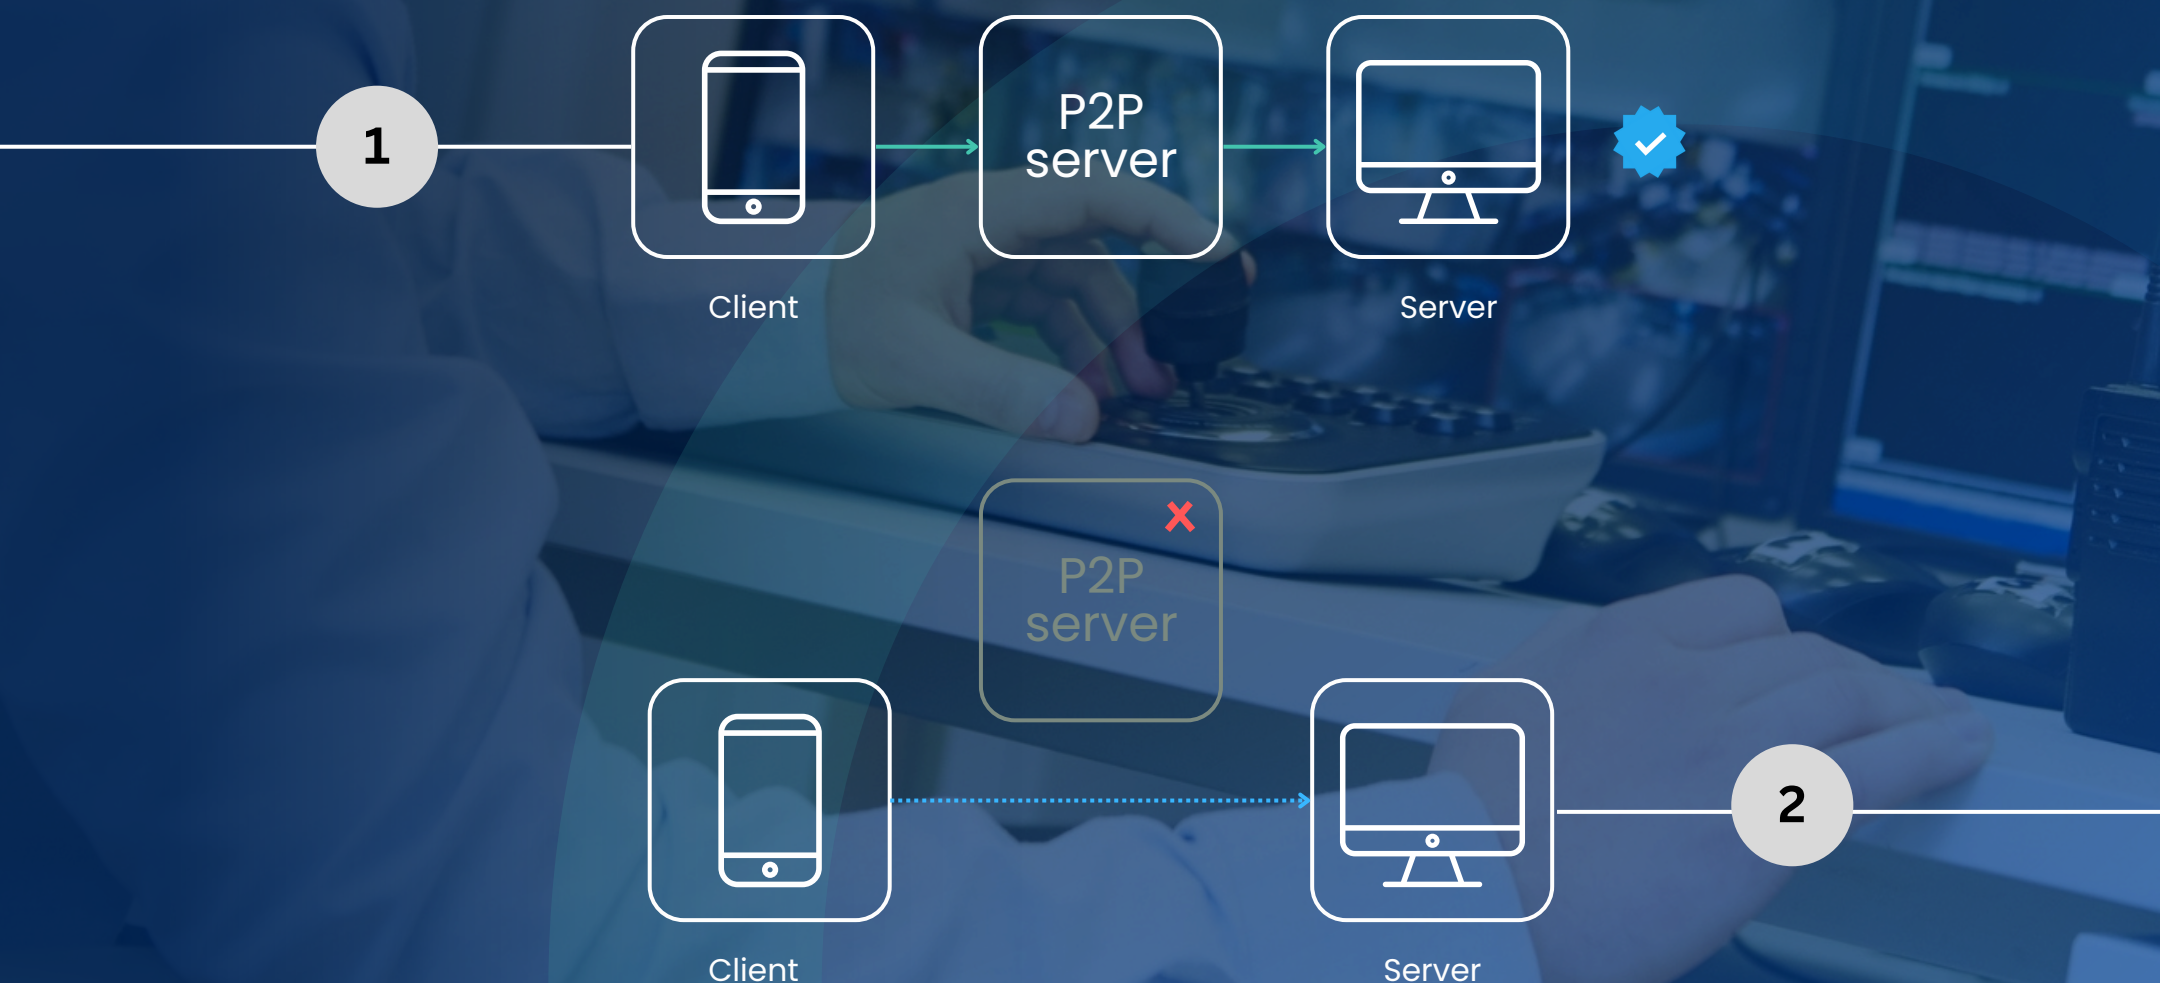 1
P2P
server
Client
Server
P2P
server
2
Client
Server